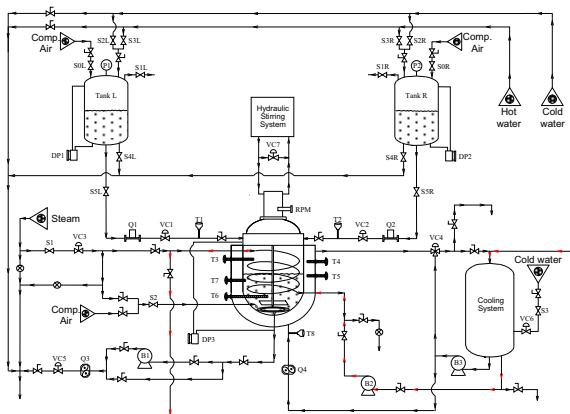 Comp.
Air
S2L
S3L
S3R
S2R
Comp.
Air
S0L
P1
S1L
S1R
P2
S0R
Tank L
Tank R
Hydraulic
Stirring
System
Hot
water
Cold
water
VC7
DP1
S4L
S4R
DP2
S5L
S5R
RPM
Steam
Q1
VC1
T1
T2
VC2
Q2
VC4
S1
VC3
T3
T4
T5
T7
T6
Cold water
Cooling
System
S3
VC6
Comp.
Air
S2
DP3
T8
VC5
Q3
B1
Q4
B2
B3